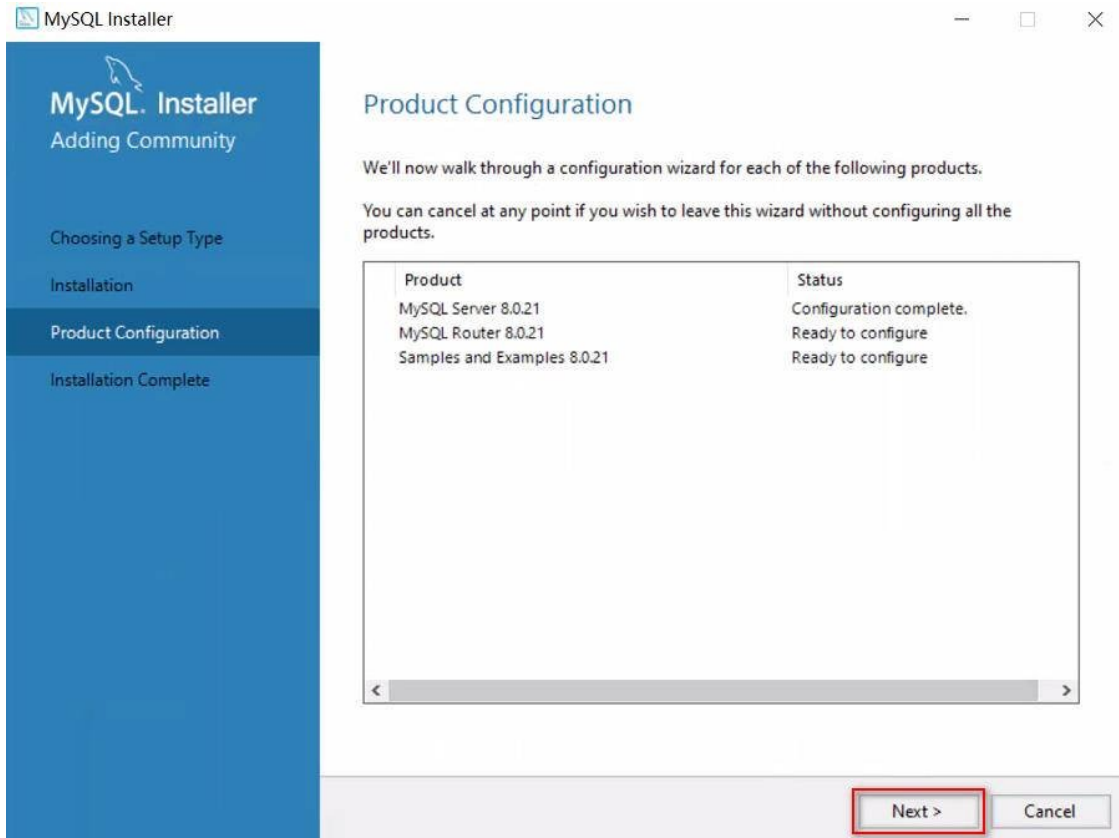 MySQL Installer
MySQL. Installer
Adding Community
Choosing a Setup Type
Installation
Product Configuration
Installation Complete
Product Configuration
We'll now walk through a configuration wizard for each of the following products.
You can cancel at any point if you wish to leave this wizard without configuring all the
products.
Product Status
MySQL Server 8.0.21 Configuration complete.
MySQL Router 8.0.21 Ready to configure
Samples and Examples 8.0.21 Ready to configure
Next > Cancel